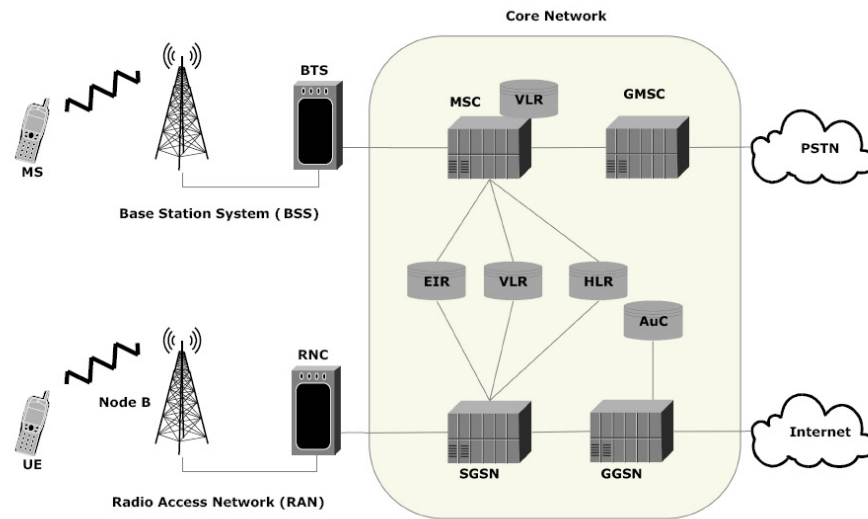 Core Network
BTS
MSC
VLR
GMSC
MS
PSTN
Base Station System (BSS)
EIR
VLR
HLR
AuC
RNC
Node B
UE
SGSN
GGSN
Internet
Radio Access Network (RAN)